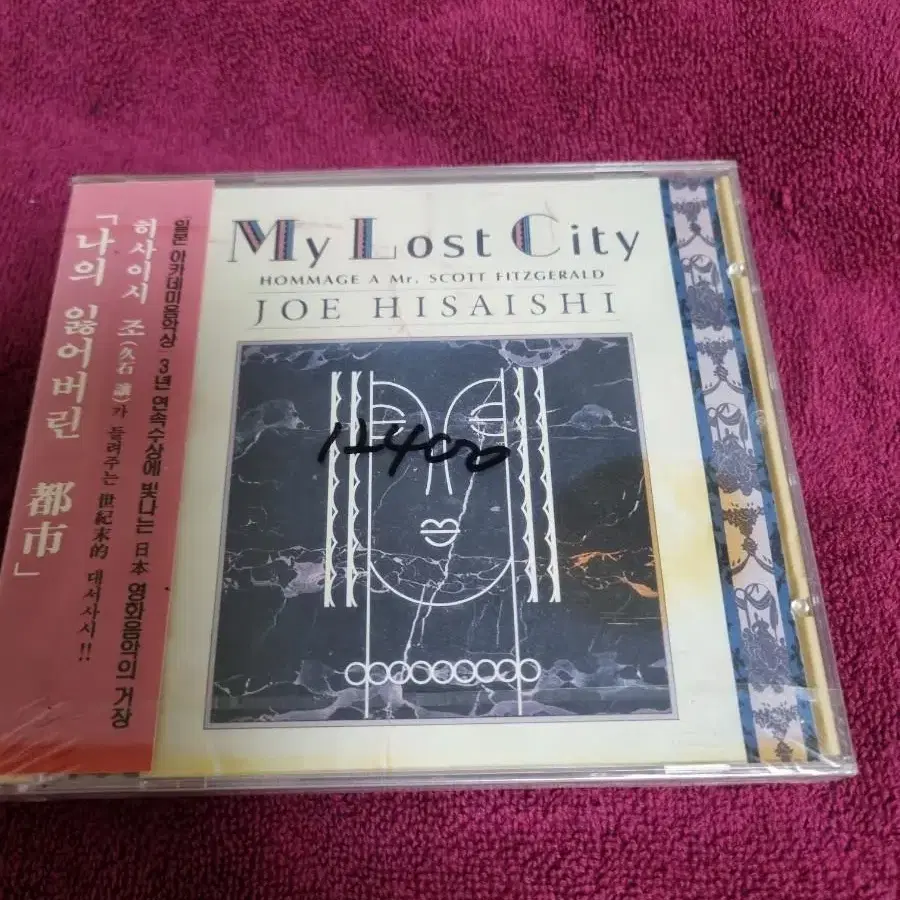 「일본 아카데미음악상」 3년 연속수상에 빛나는 日本 영화음악의 거장
히사이시 조(久石 讓)가 들려주는 世紀末的 대서사시!!
「나의 잃어버린 都市」
My Lost City
HOMMAGE A Mr. SCOTT FITZGERALD
JOE HISAISHI
12400